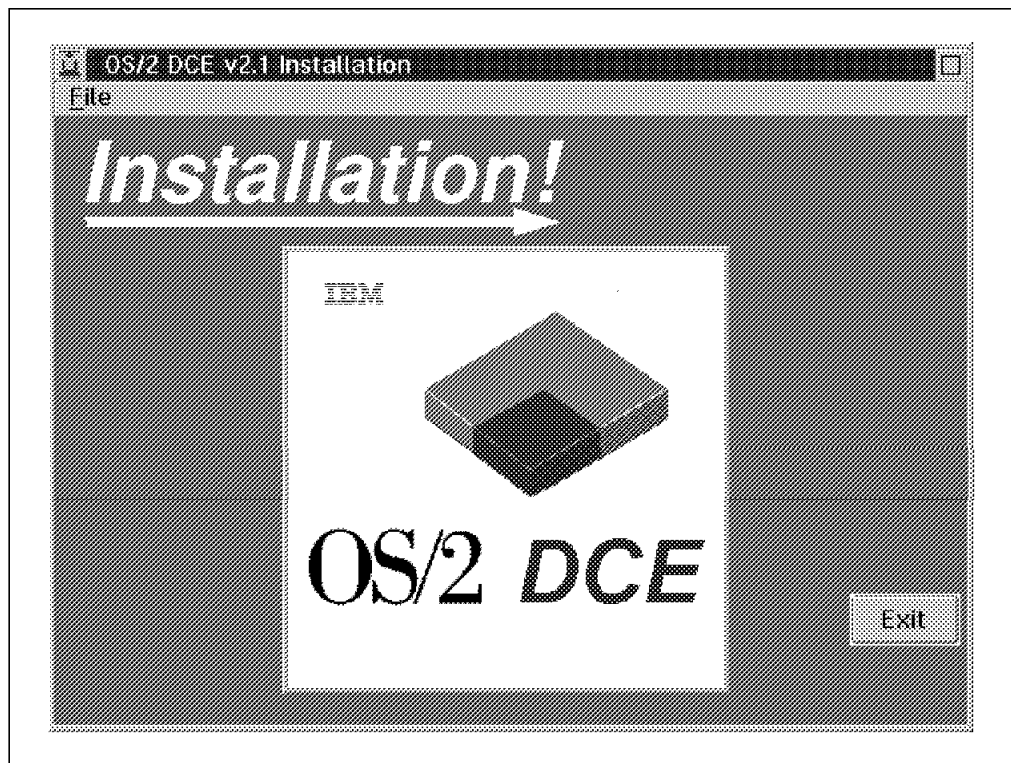 OS/2 DCE v2.1 Installation
File
Installation!
IBM
OS/2 DCE
Exit